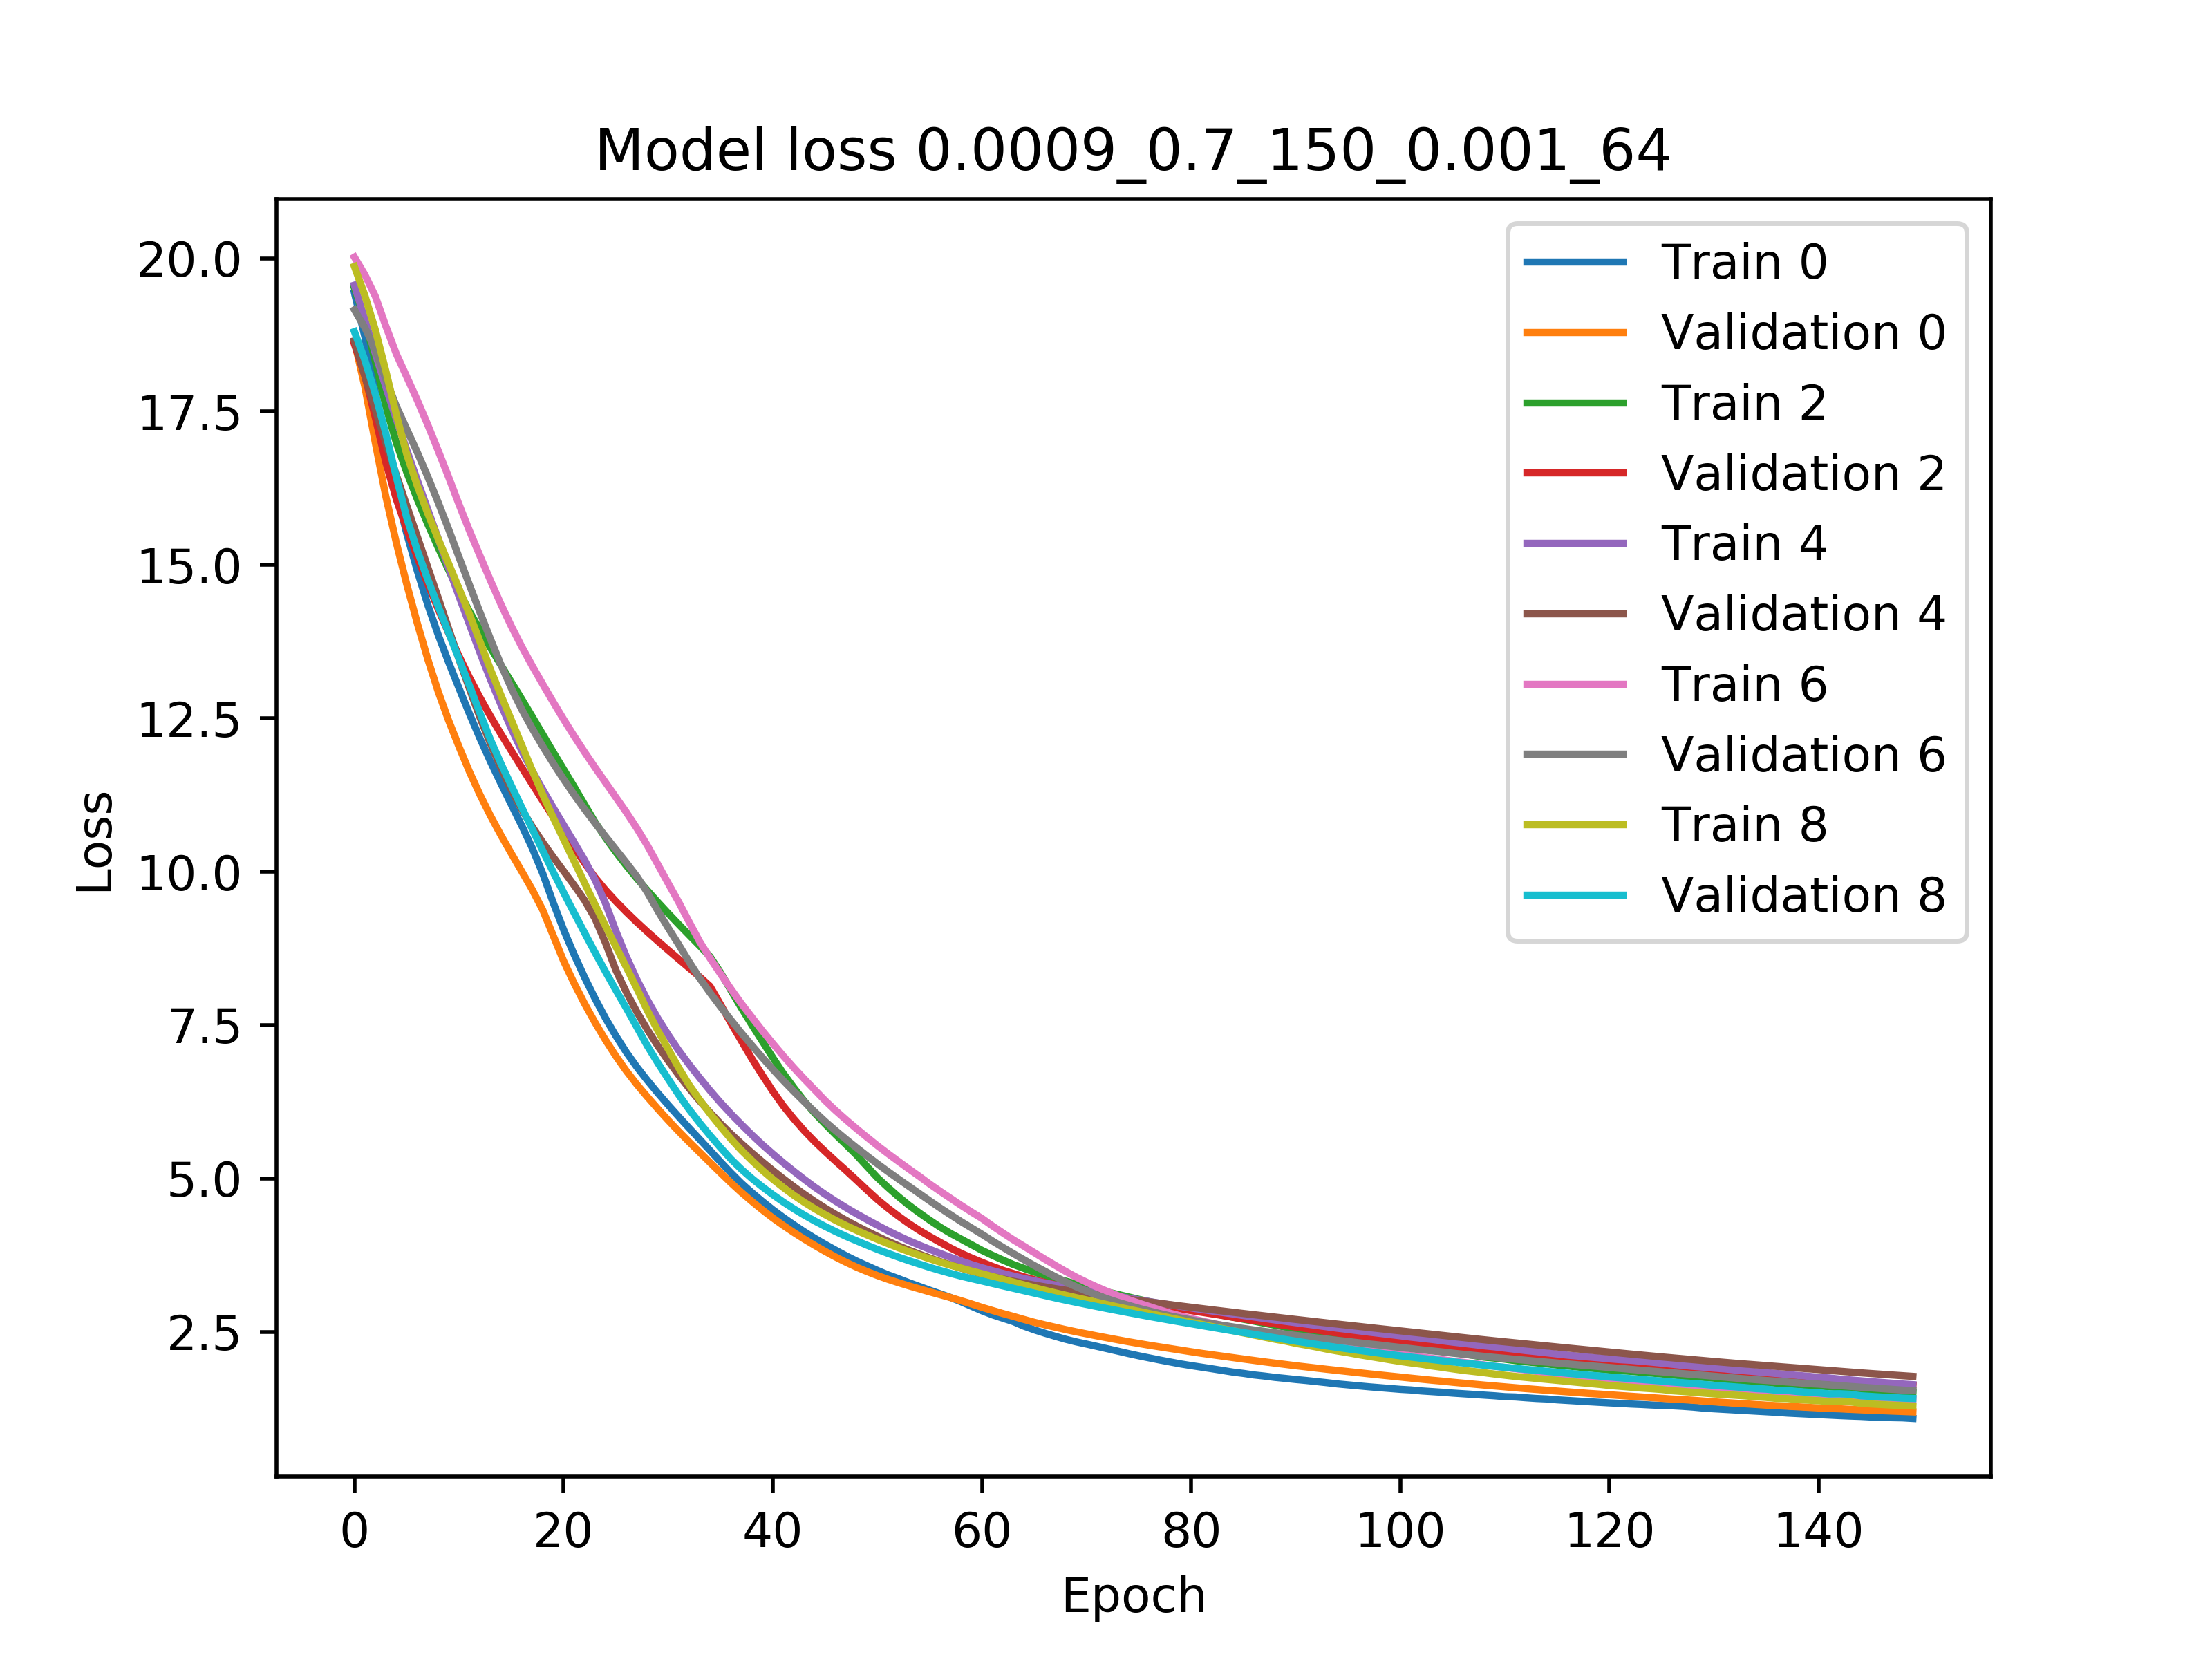 Model loss 0.0009_0.7_150_0.001_64
20.0
17.5
15.0
12.5
10.0
7.5
5.0
2.5
Loss
Train 0
Validation 0
Train 2
Validation 2
Train 4
Validation 4
Train 6
Validation 6
Train 8
Validation 8
0 20 40 60 80 100 120 140
Epoch